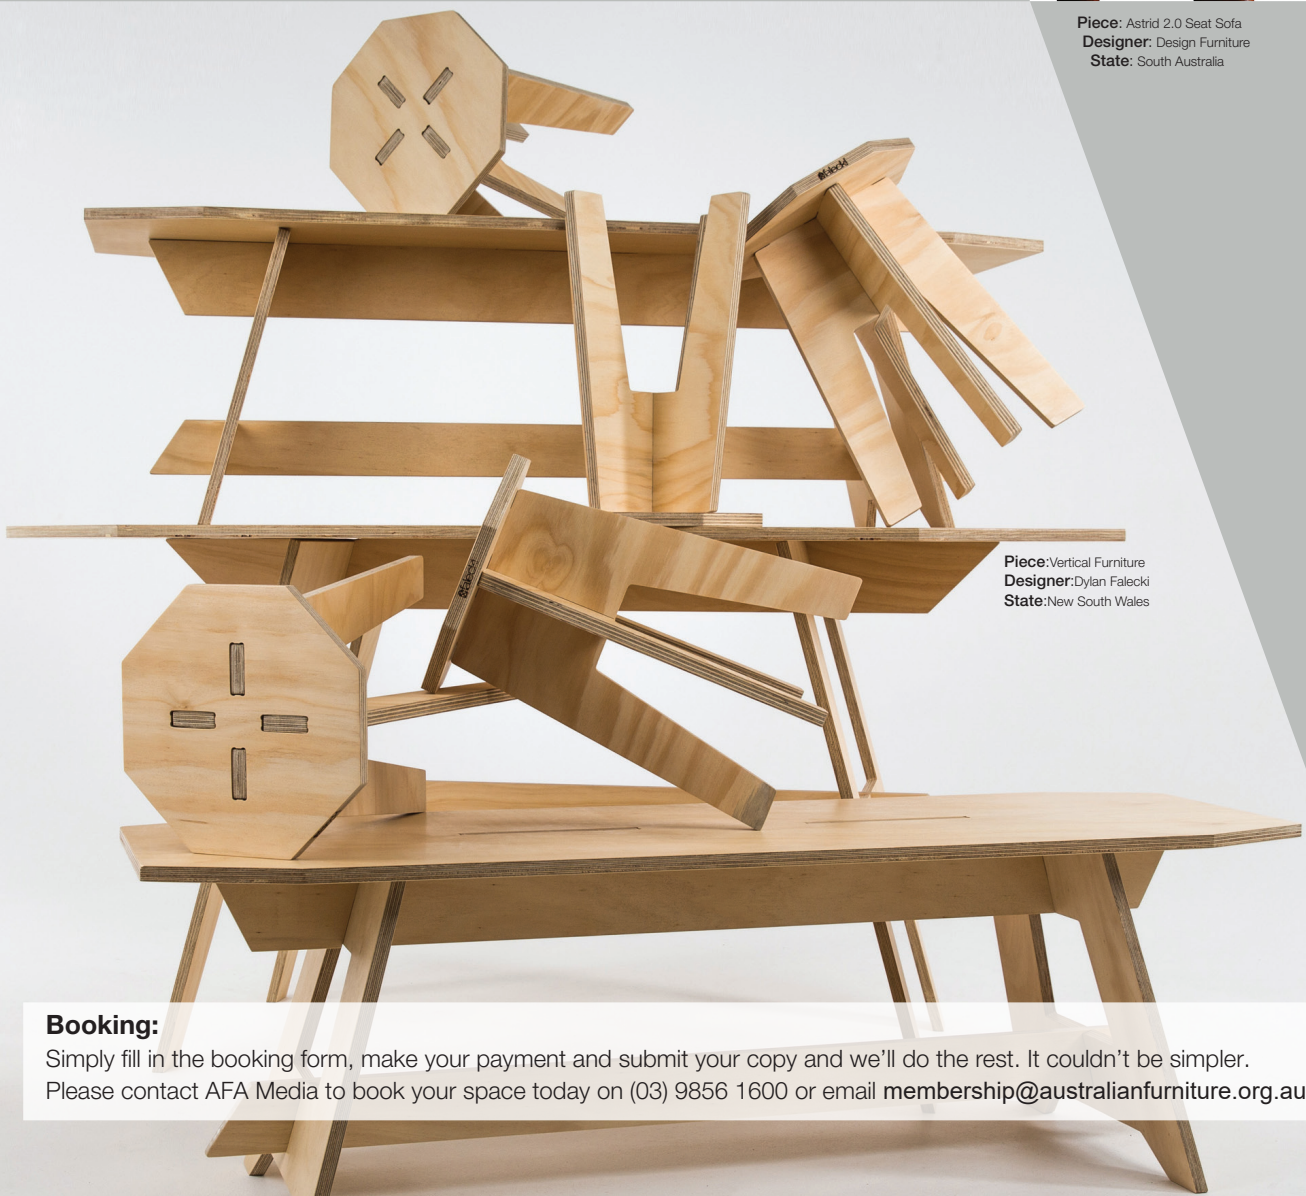 Piece: Astrid 2.0 Seat Sofa
Designer: Design Furniture
State: South Australia
falecki
falecki
Piece:Vertical Furniture
Designer:Dylan Falecki
State:New South Wales
Booking:
Simply fill in the booking form, make your payment and submit your copy and we'll do the rest. It couldn't be simpler.
Please contact AFA Media to book your space today on (03) 9856 1600 or email membership@australianfurniture.org.au